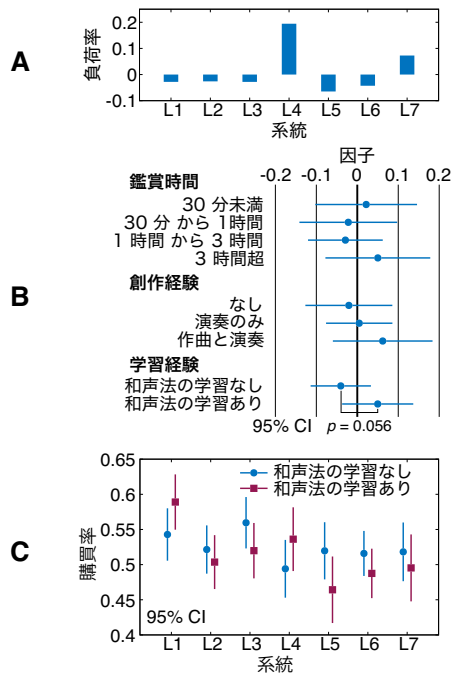 A
負荷率
0.2
0.1
0
-0.1
L1 L2 L3 L4 L5 L6 L7
系統
B
因子
-0.2 -0.1 0 0.1 0.2
鑑賞時間
30 分未満
30 分 から 1時間
1 時間 から 3 時間
3 時間超
創作経験
なし
演奏のみ
作曲と演奏
学習経験
和声法の学習なし
和声法の学習あり
95% CI p = 0.056
C
購買率
0.65
0.6
0.55
0.5
0.45
0.4
和声法の学習なし
和声法の学習あり
95% CI
L1 L2 L3 L4 L5 L6 L7
系統